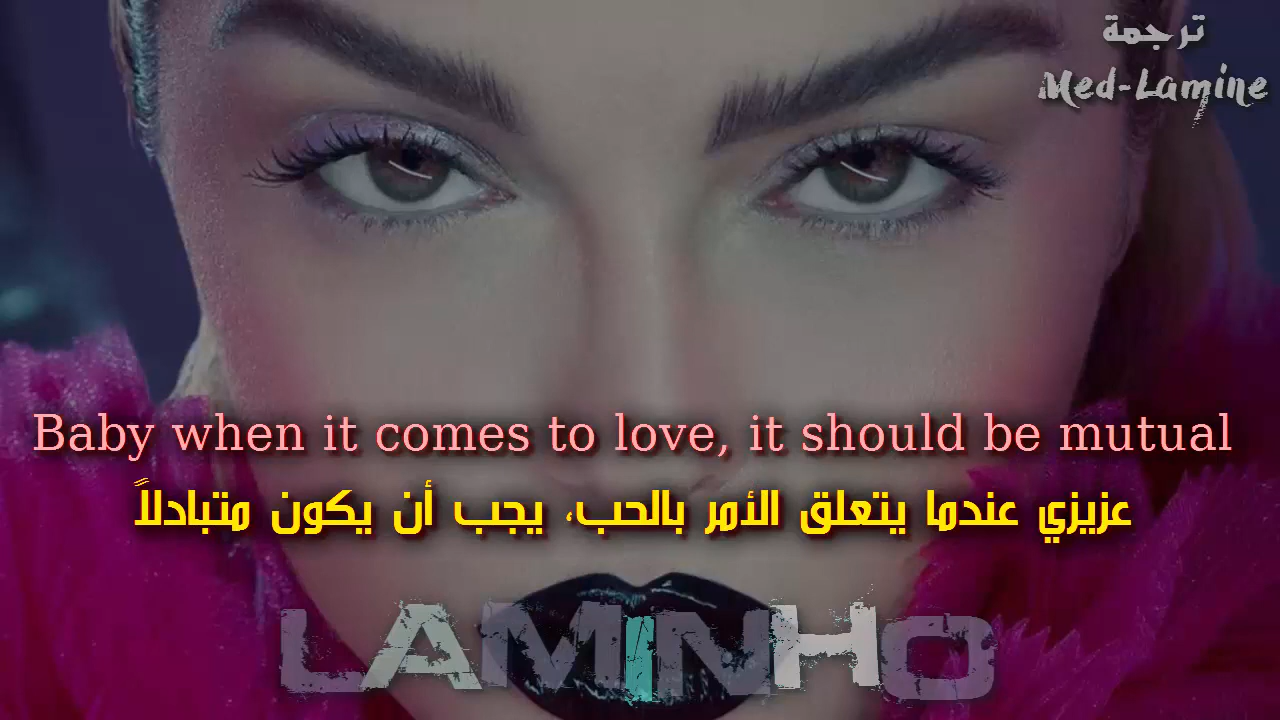 ترجمة
Med-Lamine
Baby when it comes to love, it should be mutual
عزيزي عندما يتعلق الأمر بالحب، يجب أن يكون متبادلاً
LAMINHO